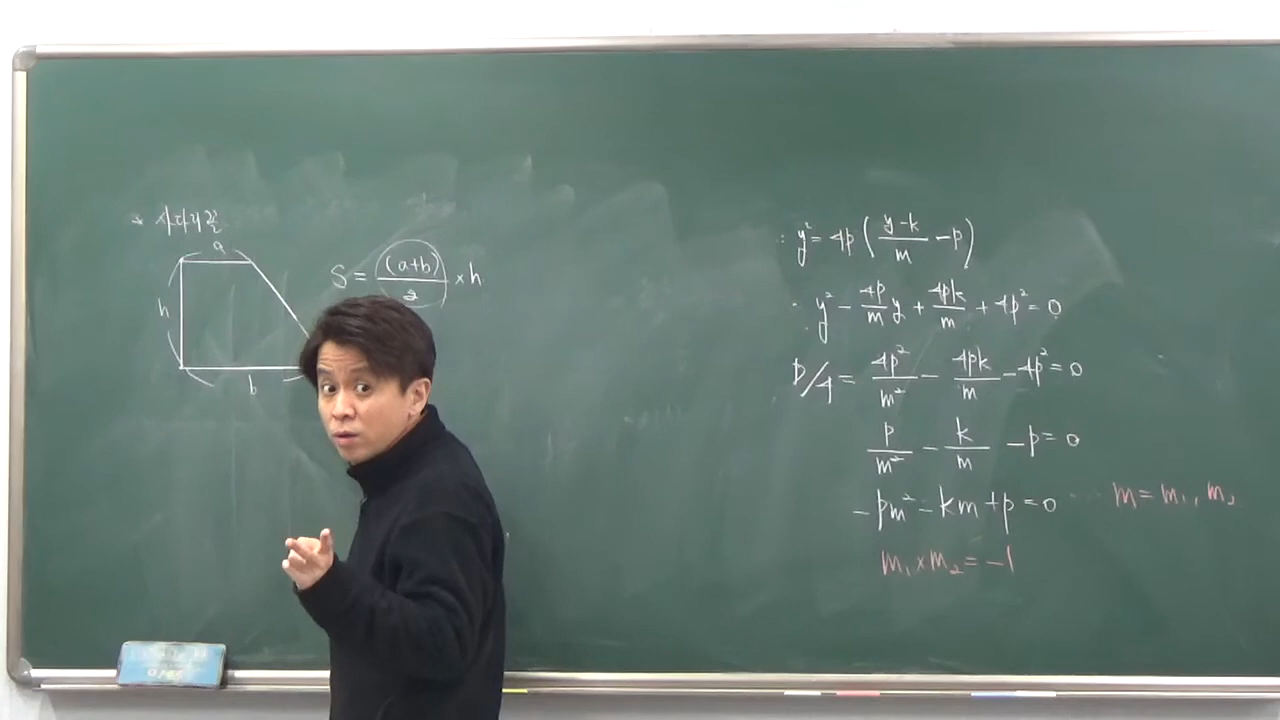 * 사다리꼴
a
h
b
S = (a+b)/2 × h
∴ y² = 4p( (y-k)/m - p )
∴ y² - 4p/m y + 4pk/m + 4p² = 0
D/4 = 4p²/m² - 4pk/m - 4p² = 0
p/m² - k/m - p = 0
-pm² - km + p = 0 ··· m = m₁, m₂
m₁ × m₂ = -1